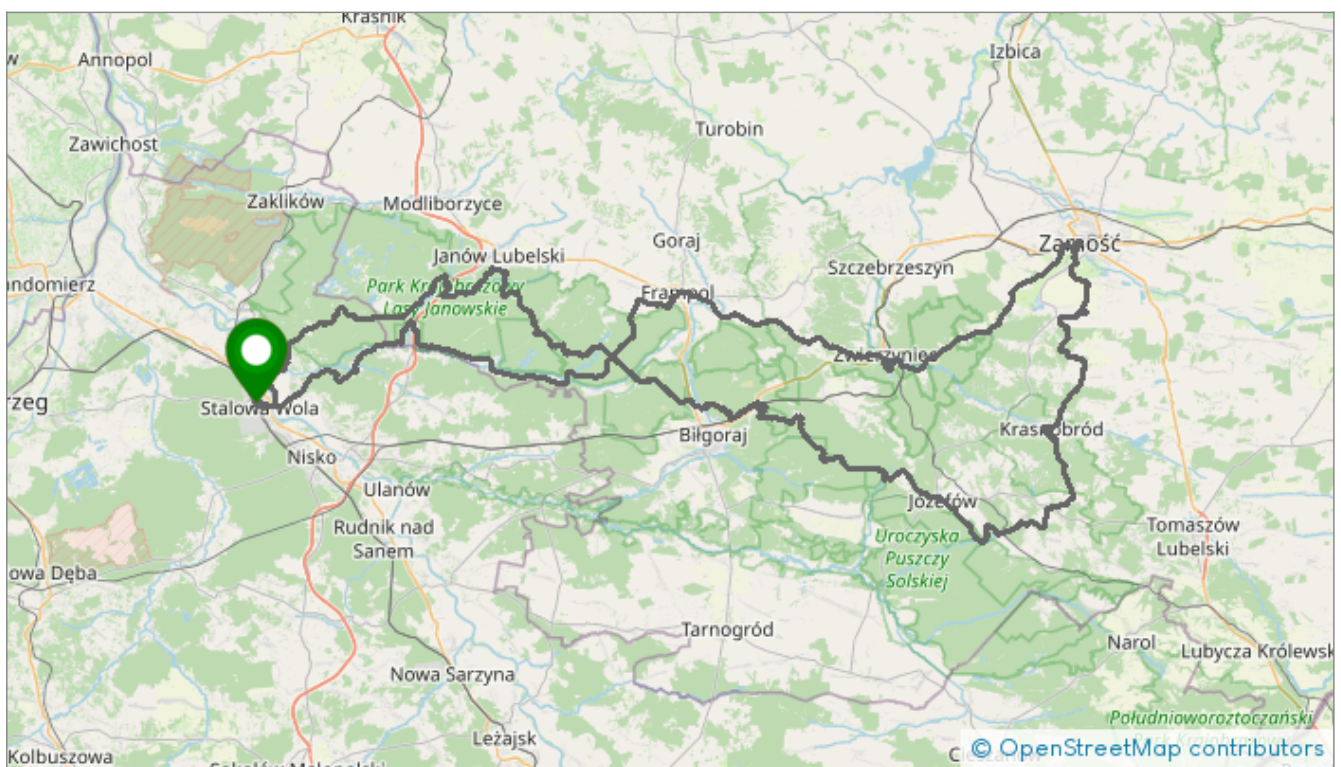 Kraśnik
Izbica
Annopol
Turobin
Zawichost
Zaklików
Modliborzyce
Goraj
Zamość
Janów Lubelski
Szczebrzeszyn
andomierz
Park Krajobrazowy
Lasy Janowskie
Frampol
Zwierzyniec
rzeg
Stalowa Wola
Krasnobród
Biłgoraj
Nisko
Ulanów
Józefów
Rudnik nad
Sanem
Uroczyska
Puszczy
Solskiej
Tomaszów
Lubelski
owa Dęba
Tarnogród
Narol
Lubycza Królewsk
Nowa Sarzyna
Południoworoztoczański
Leżajsk
Kolbuszowa
© OpenStreetMap contributors